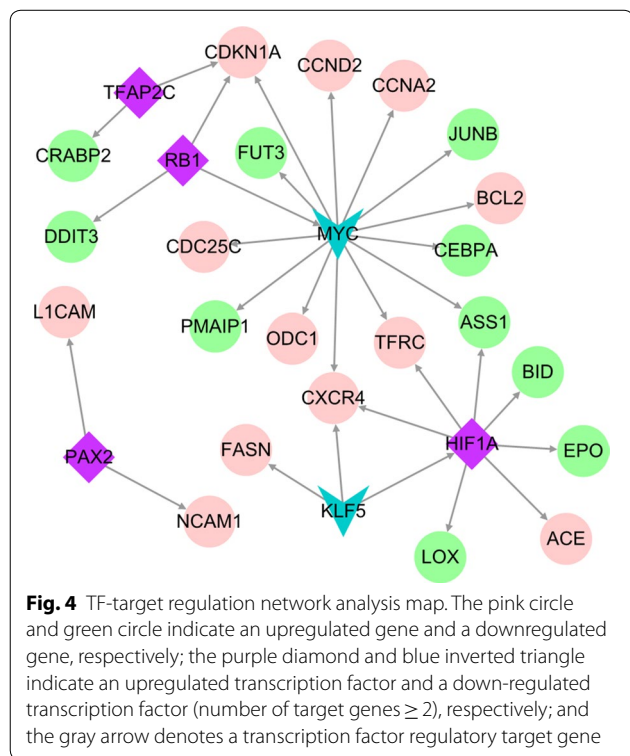 CDKN1A
CCND2
CCNA2
TFAP2C
JUNB
CRABP2
RB1
FUT3
BCL2
DDIT3
MYC
CDC25C
CEBPA
L1CAM
PMAIP1
ODC1
TFRC
ASS1
BID
CXCR4
PAX2
FASN
HIF1A
EPO
NCAM1
KLF5
ACE
LOX
Fig. 4 TF-target regulation network analysis map. The pink circle
and green circle indicate an upregulated gene and a downregulated
gene, respectively; the purple diamond and blue inverted triangle
indicate an upregulated transcription factor and a down-regulated
transcription factor (number of target genes ≥ 2), respectively; and
the gray arrow denotes a transcription factor regulatory target gene